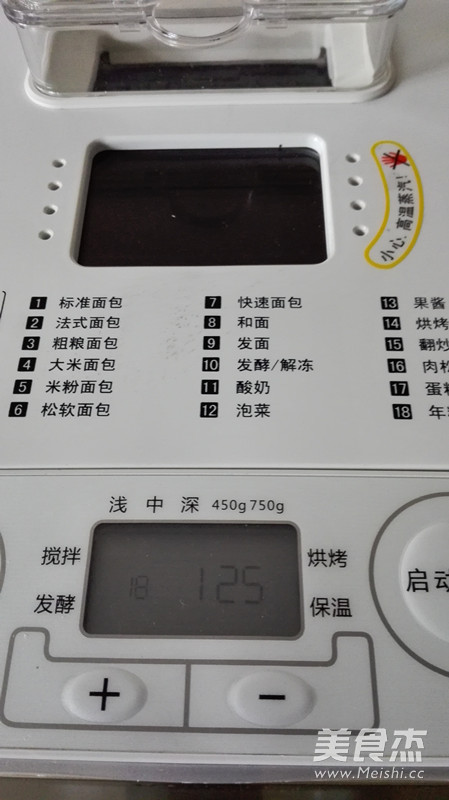 小心，高温蒸汽！
1 标准面包
2 法式面包
3 粗粮面包
4 大米面包
5 米粉面包
6 松软面包
7 快速面包
8 和面
9 发面
10 发酵/解冻
11 酸奶
12 泡菜
13 果酱
14 烘烤
15 翻炒
16 肉松
17 蛋糕
18 年
浅 中 深 450g 750g
搅拌
发酵
18 1:25
烘烤
保温
启动
+
−
美食杰
www.Meishi.cc